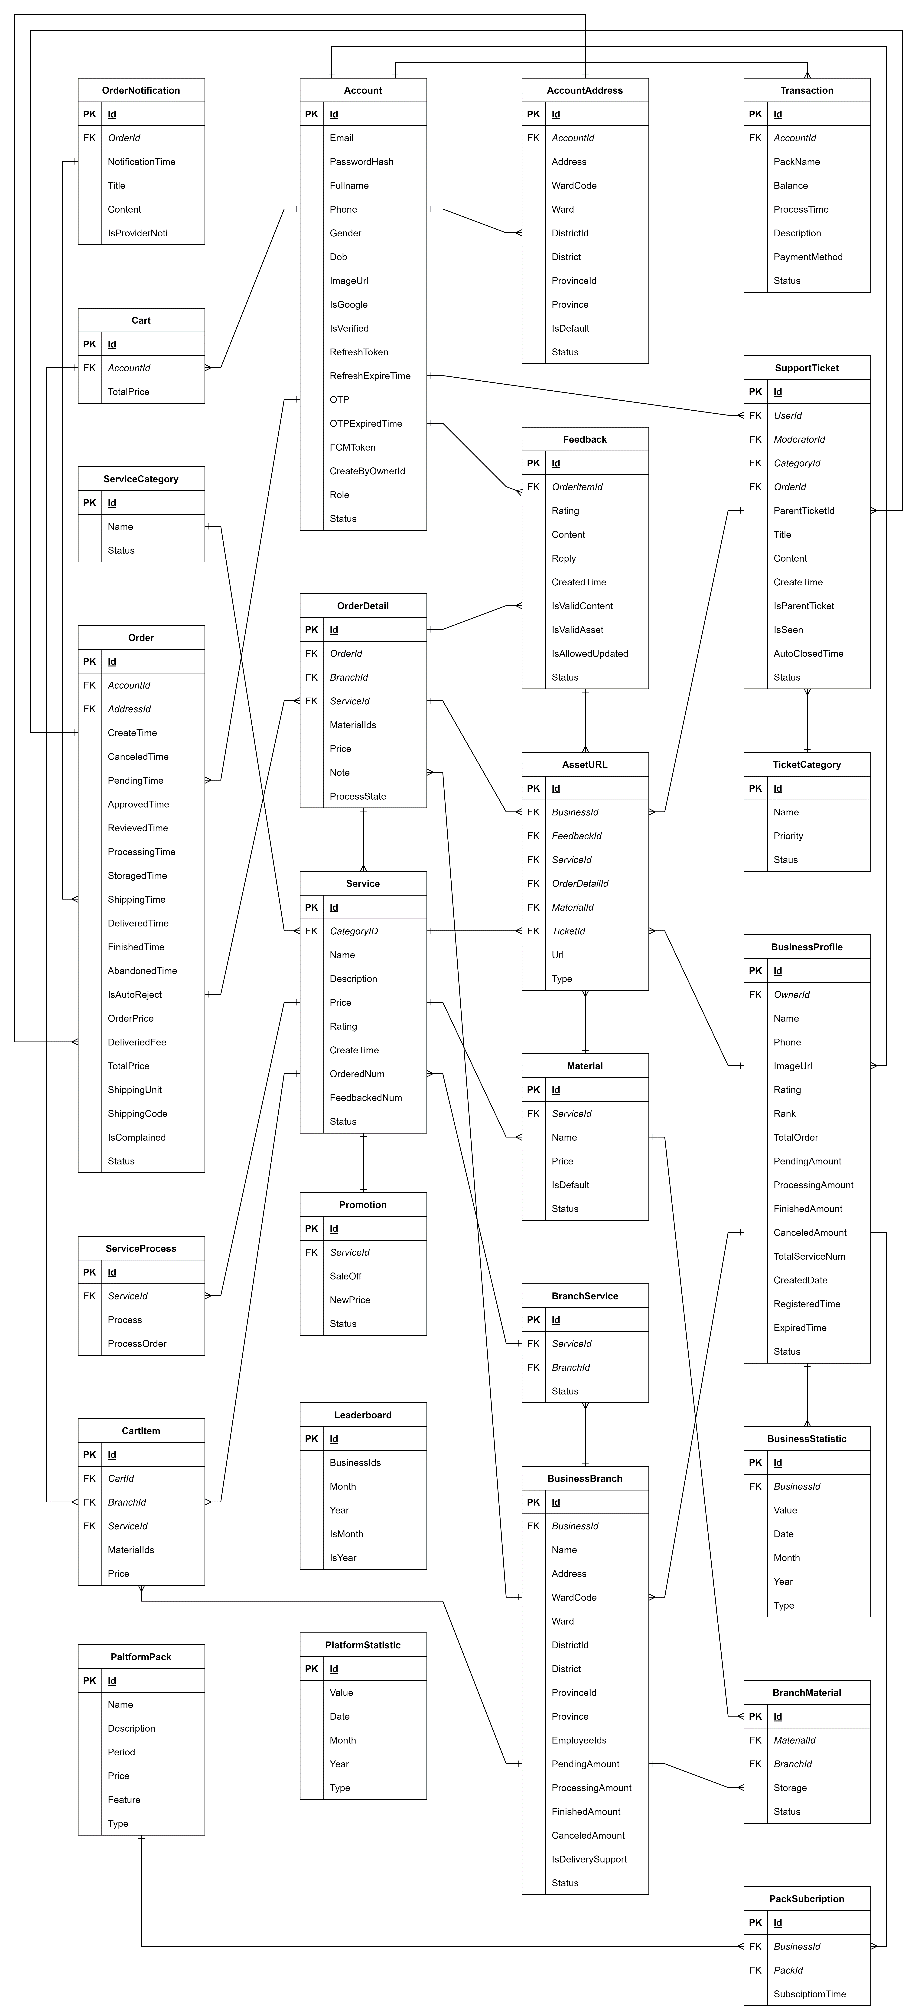 OrderNotification
PK Id
FK OrderId
NotificationTime
Title
Content
IsProviderNoti
Cart
PK Id
FK AccountId
TotalPrice
ServiceCategory
PK Id
Name
Status
Order
PK Id
FK AccountId
FK AddressId
CreateTime
CanceledTime
PendingTime
ApprovedTime
RevievedTime
ProcessingTime
StoragedTime
ShippingTime
DeliveredTime
FinishedTime
AbandonedTime
IsAutoReject
OrderPrice
DeliveriedFee
TotalPrice
ShippingUnit
ShippingCode
IsComplained
Status
ServiceProcess
PK Id
FK ServiceId
Process
ProcessOrder
CartItem
PK Id
FK CartId
FK BranchId
FK ServiceId
MaterialIds
Price
PaltformPack
PK Id
Name
Description
Period
Price
Feature
Type
Account
PK Id
Email
PasswordHash
Fullname
Phone
Gender
Dob
ImageUrl
IsGoogle
IsVerified
RefreshToken
RefreshExpireTime
OTP
OTPExpiredTime
FCMToken
CreateByOwnerId
Role
Status
OrderDetail
PK Id
FK OrderId
FK BranchId
FK ServiceId
MaterialIds
Price
Note
ProcessState
Service
PK Id
FK CategoryID
Name
Description
Price
Rating
CreateTime
OrderedNum
FeedbackedNum
Status
Promotion
PK Id
FK ServiceId
SaleOff
NewPrice
Status
Leaderboard
PK Id
BusinessIds
Month
Year
IsMonth
IsYear
PlatformStatistic
PK Id
Value
Date
Month
Year
Type
AccountAddress
PK Id
FK AccountId
Address
WardCode
Ward
DistrictId
District
ProvinceId
Province
IsDefault
Status
Feedback
PK Id
FK OrderItemId
Rating
Content
Reply
CreatedTime
IsValidContent
IsValidAsset
IsAllowedUpdated
Status
AssetURL
PK Id
FK BusinessId
FK FeedbackId
FK ServiceId
FK OrderDetailId
FK MaterialId
FK TicketId
Url
Type
Material
PK Id
FK ServiceId
Name
Price
IsDefault
Status
BranchService
PK Id
FK ServiceId
FK BranchId
Status
BusinessBranch
PK Id
FK BusinessId
Name
Address
WardCode
Ward
DistrictId
District
ProvinceId
Province
EmployeeIds
PendingAmount
ProcessingAmount
FinishedAmount
CanceledAmount
IsDeliverySupport
Status
Transaction
PK Id
FK AccountId
PackName
Balance
ProcessTime
Description
PaymentMethod
Status
SupportTicket
PK Id
FK UserId
FK ModeratorId
FK CategoryId
FK OrderId
ParentTicketId
Title
Content
CreateTime
IsParentTicket
IsSeen
AutoClosedTime
Status
TicketCategory
PK Id
Name
Priority
Staus
BusinessProfile
PK Id
FK OwnerId
Name
Phone
ImageUrl
Rating
Rank
TotalOrder
PendingAmount
ProcessingAmount
FinishedAmount
CanceledAmount
TotalServiceNum
CreatedDate
RegisteredTime
ExpiredTime
Status
BusinessStatistic
PK Id
FK BusinessId
Value
Date
Month
Year
Type
BranchMaterial
PK Id
FK MaterialId
FK BranchId
Storage
Status
PackSubcription
PK Id
FK BusinessId
FK PackId
SubsciptiomTime